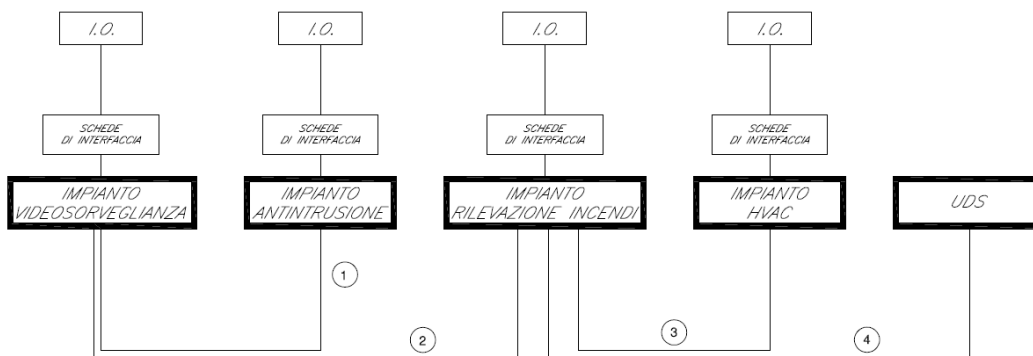 I.O.
I.O.
I.O.
I.O.
SCHEDE
DI INTERFACCIA
SCHEDE
DI INTERFACCIA
SCHEDE
DI INTERFACCIA
SCHEDE
DI INTERFACCIA
IMPIANTO
VIDEOSORVEGLIANZA
IMPIANTO
ANTINTRUSIONE
IMPIANTO
RILEVAZIONE INCENDI
IMPIANTO
HVAC
UDS
1
2
3
4